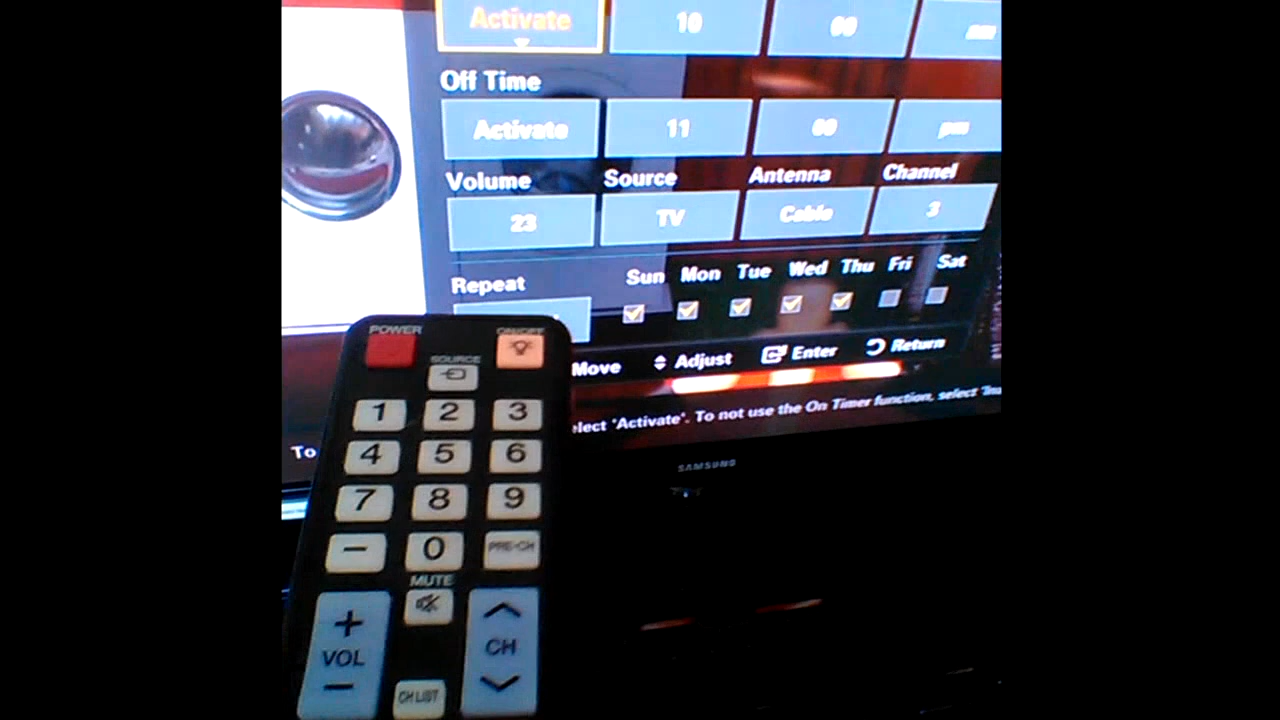 Activate 10 00 am
Off Time
Activate 11 00 pm
Volume Source Antenna Channel
23 TV Cable 3
Repeat Sun Mon Tue Wed Thu Fri Sat
Move Adjust Enter Return
elect 'Activate'. To not use the On Timer function, select
To
SAMSUNG
POWER ON/OFF
SOURCE
1 2 3
4 5 6
7 8 9
– 0 PRE-CH
MUTE
+
VOL CH
–
CH LIST